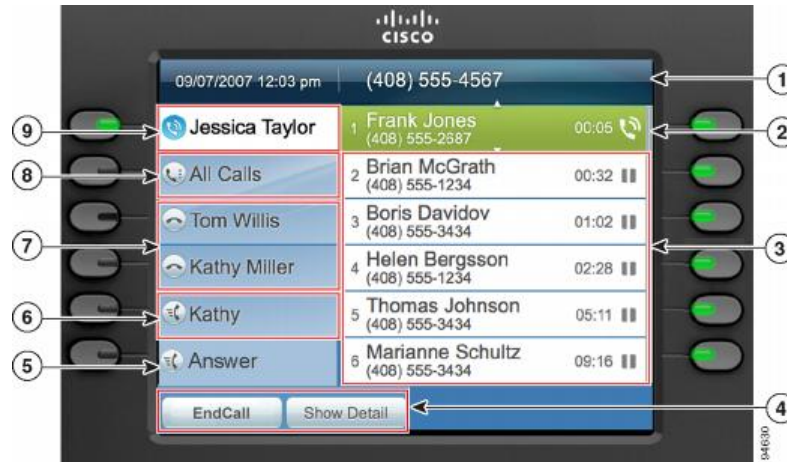 CISCO
09/07/2007 12:03 pm (408) 555-4567 1
9 Jessica Taylor 1 Frank Jones 00:05 2
(408) 555-2687
8 All Calls 2 Brian McGrath 00:32
(408) 555-1234
7 Tom Willis 3 Boris Davidov 01:02 3
(408) 555-3434
Kathy Miller 4 Helen Bergsson 02:28
(408) 555-1234
6 Kathy 5 Thomas Johnson 05:11
(408) 555-3434
5 Answer 6 Marianne Schultz 09:16
(408) 555-3434
EndCall Show Detail 4
94630